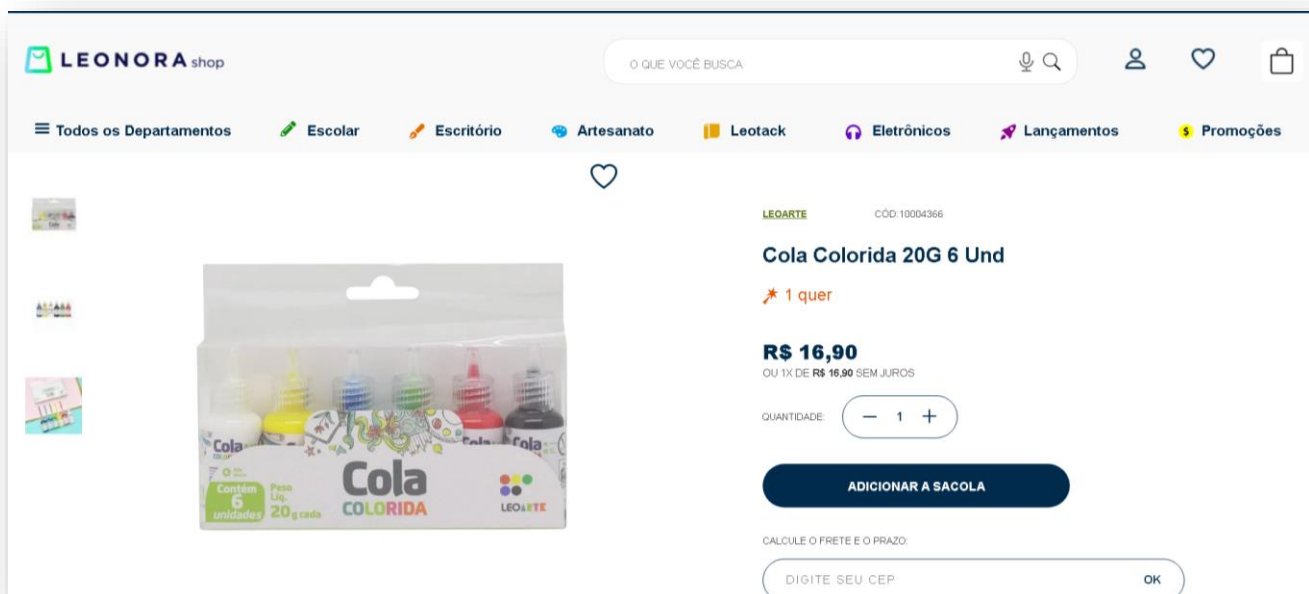 LEONORA shop
O QUE VOCÊ BUSCA
Todos os Departamentos Escolar Escritório Artesanato Leotack Eletrônicos Lançamentos Promoções
LEOARTE CÓD:10004366
Cola Colorida 20G 6 Und
1 quer
R$ 16,90
OU 1X DE R$ 16,90 SEM JUROS
QUANTIDADE: 1
ADICIONAR A SACOLA
CALCULE O FRETE E O PRAZO:
DIGITE SEU CEP OK
Cola Cola Cola
Contém
6
unidades
Peso
Líq.
20 g cada
Cola
COLORIDA
LEOARTE